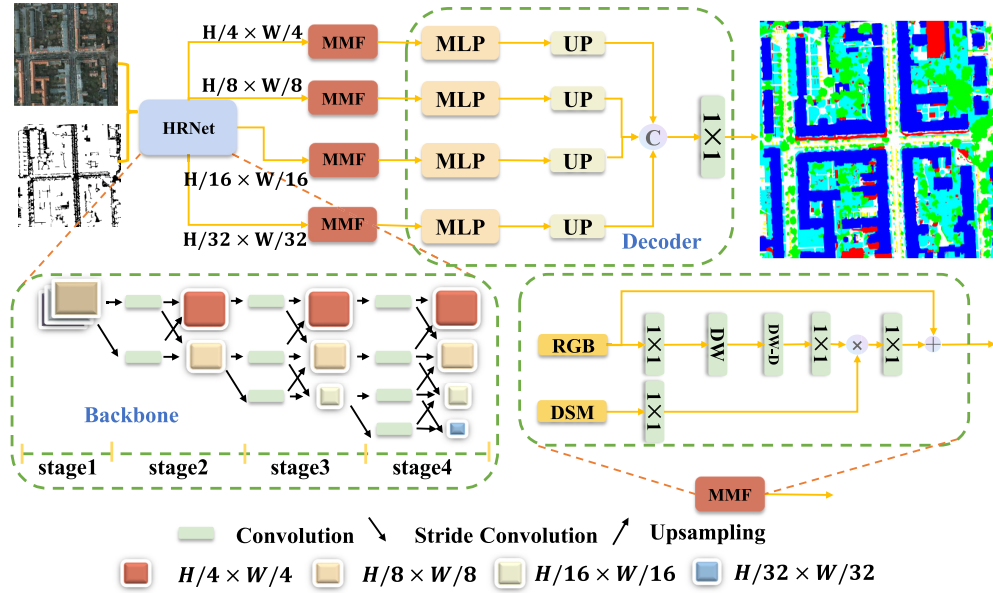 H/4 × W/4
MMF
MLP
UP
H/8 × W/8
MMF
MLP
UP
HRNet
C
1×1
H/16 × W/16
MMF
MLP
UP
H/32 × W/32
MMF
MLP
UP
Decoder
Backbone
stage1
stage2
stage3
stage4
RGB
1×1
DW
DW-D
1×1
×
1×1
+
DSM
1×1
MMF
Convolution
Stride Convolution
Upsampling
H/4 × W/4
H/8 × W/8
H/16 × W/16
H/32 × W/32